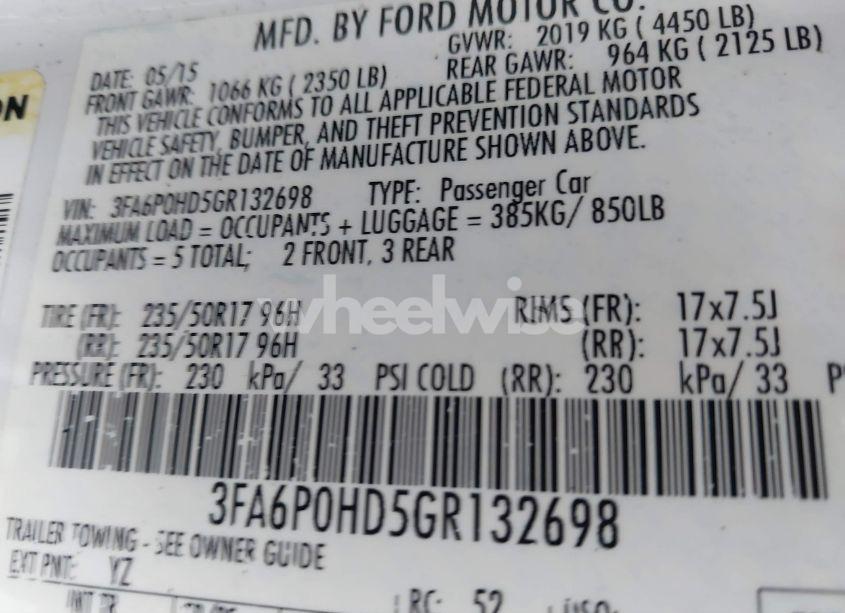 MFD. BY FORD MOTOR CO.
DATE: 05/15 GVWR: 2019 KG ( 4450 LB)
FRONT GAWR: 1066 KG ( 2350 LB) REAR GAWR: 964 KG ( 2125 LB)
THIS VEHICLE CONFORMS TO ALL APPLICABLE FEDERAL MOTOR
VEHICLE SAFETY, BUMPER, AND THEFT PREVENTION STANDARDS
IN EFFECT ON THE DATE OF MANUFACTURE SHOWN ABOVE.
VIN: 3FA6P0HD5GR132698 TYPE: Passenger Car
MAXIMUM LOAD = OCCUPANTS + LUGGAGE = 385KG/ 850LB
OCCUPANTS = 5 TOTAL; 2 FRONT, 3 REAR
wheelwise
TIRE (FR): 235/50R17 96H RIMS (FR): 17x7.5J
(RR): 235/50R17 96H (RR): 17x7.5J
PRESSURE (FR): 230 kPa/ 33 PSI COLD (RR): 230 kPa/ 33
3FA6P0HD5GR132698
TRAILER TOWING - SEE OWNER GUIDE
EXT PNT: YZ
RC: 52